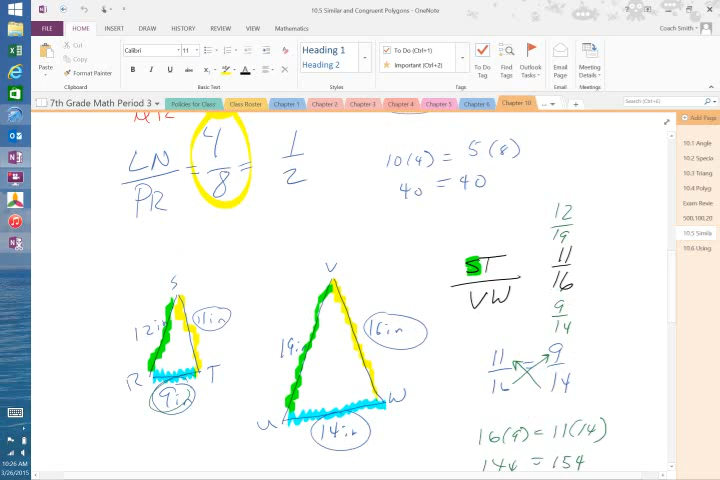 10.5 Similar and Congruent Polygons - OneNote
FILE HOME INSERT DRAW HISTORY REVIEW VIEW Mathematics Coach Smith
Paste
Cut
Copy
Format Painter
Clipboard
Calibri 11
B I U
Basic Text
Heading 1
Heading 2
Styles
To Do (Ctrl+1)
Important (Ctrl+2)
Tags
To Do Tag
Find Tags
Outlook Tasks
Email Page
Email
Meeting Details
Meetings
7th Grade Math Period 3 Policies for Class Class Roster Chapter 1 Chapter 2 Chapter 3 Chapter 4 Chapter 5 Chapter 6 Chapter 10 ... Search (Ctrl+E)
Add Page
10.1 Angle
10.2 Specia
10.3 Triang
10.4 Polyg
Exam Revie
500,100,20
10.5 Simila
10.6 Using
LN/PR = 4/8 = 1/2
10(4) = 5(8)
40 = 40
12/19
11/16
9/14
ST/VW
S
12in
11in
R
T
9in
V
19in
16in
U
W
14in
11/16 = 9/14
16(9) = 11(14)
144 = 154
10:26 AM
3/26/2015